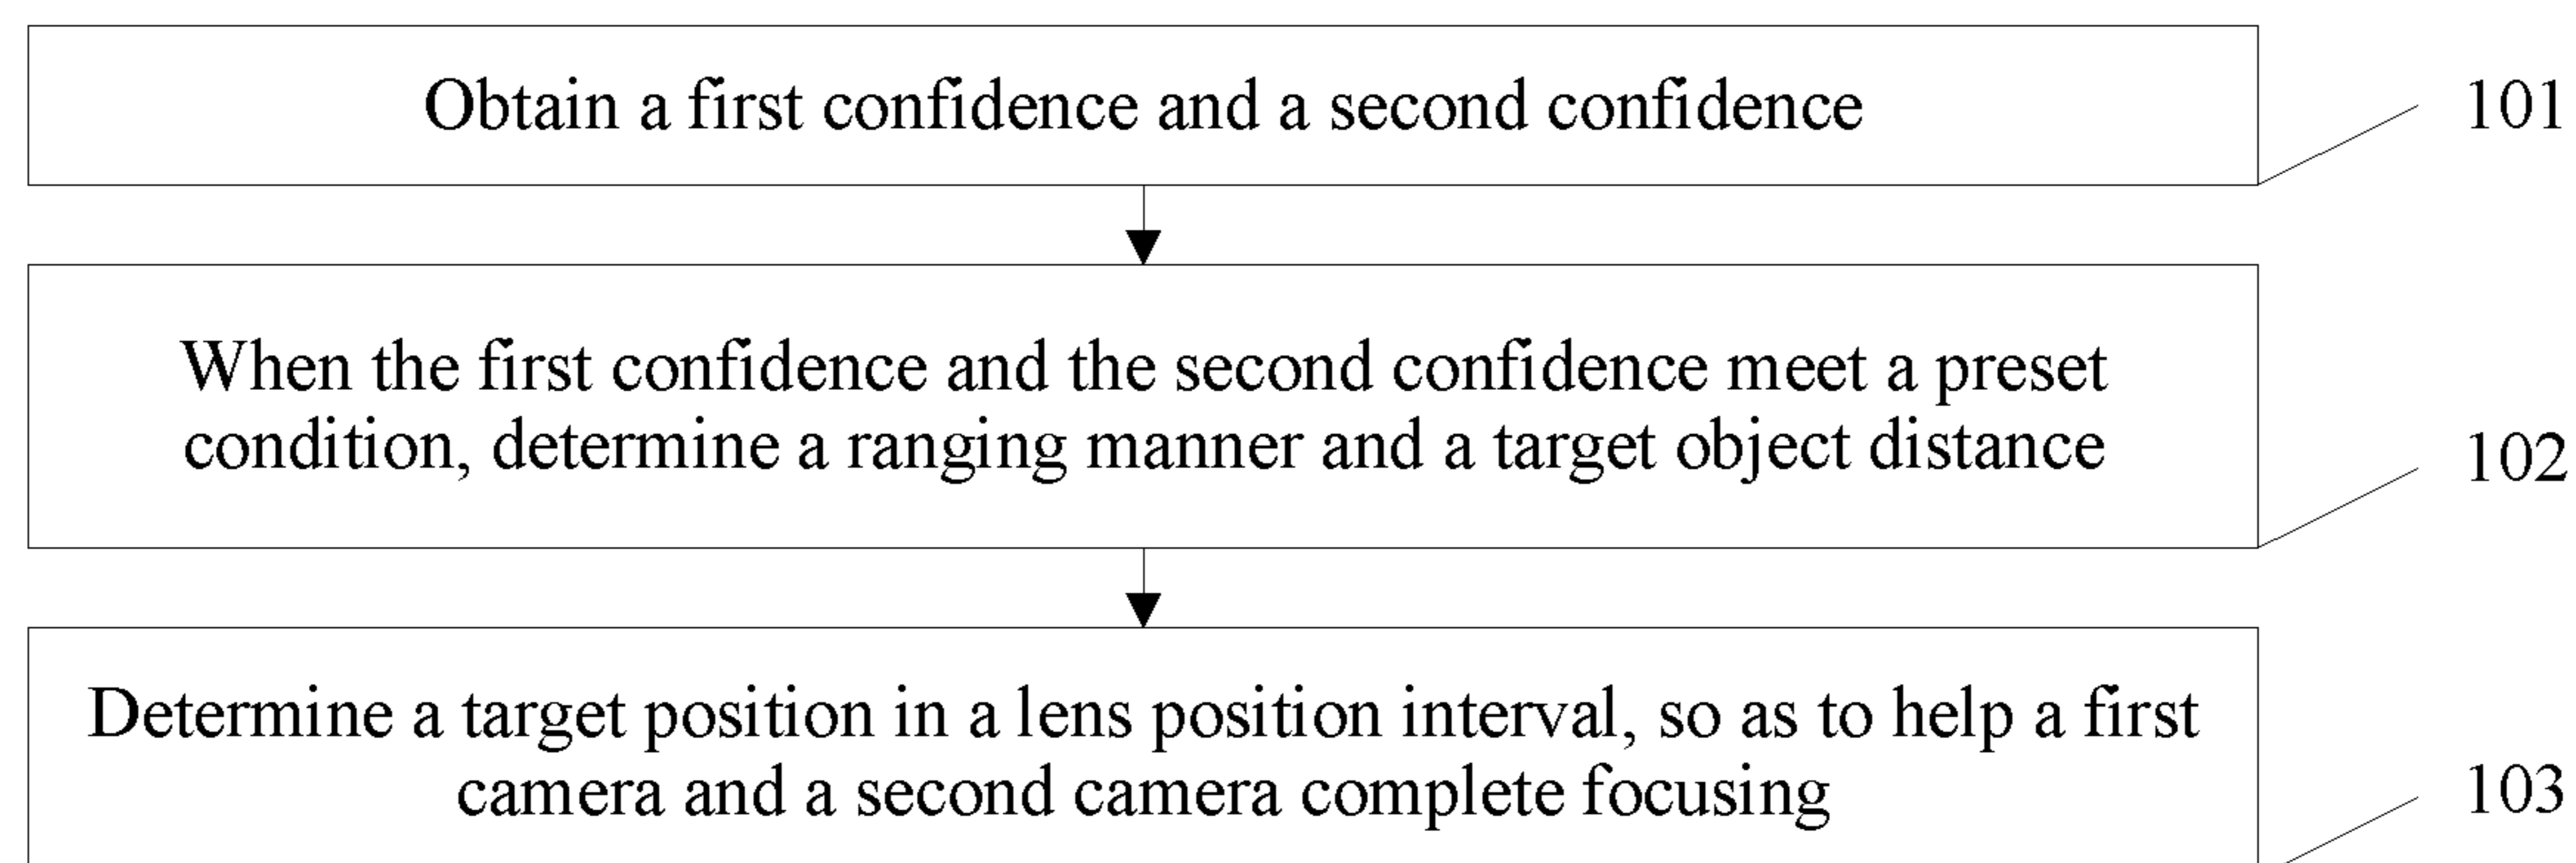 Obtain a first confidence and a second confidence
101
When the first confidence and the second confidence meet a preset
condition, determine a ranging manner and a target object distance
102
Determine a target position in a lens position interval, so as to help a first
camera and a second camera complete focusing
103